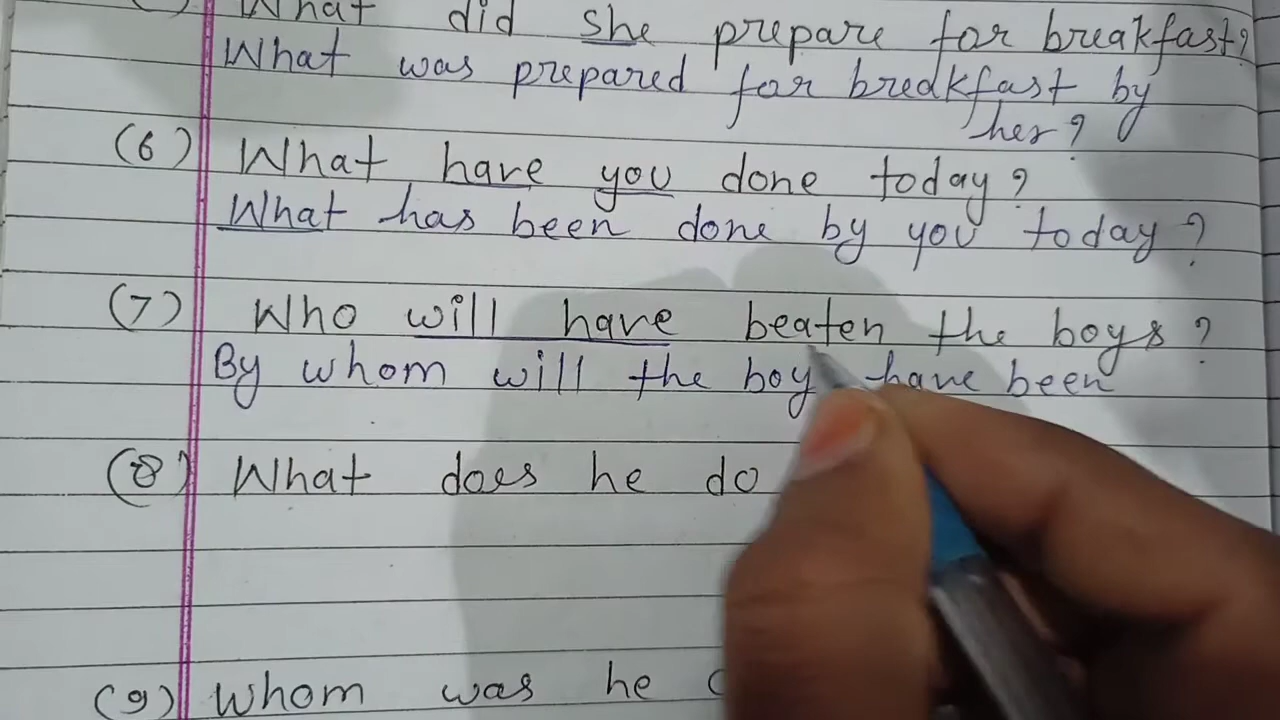 What did she prepare for breakfast?
What was prepared for breakfast by
her?
(6) What have you done today?
What has been done by you today?
(7) Who will have beaten the boys?
By whom will the boy have been
(8) What does he do
(9) Whom was he